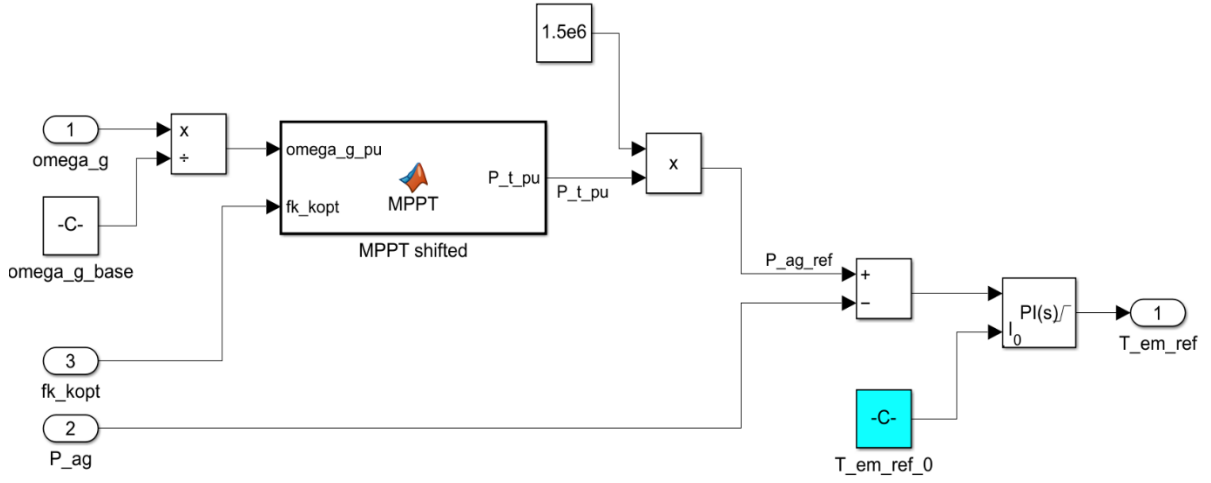 1.5e6
1
omega_g
x
÷
-C-
omega_g_base
omega_g_pu
fk_kopt
MPPT
P_t_pu
MPPT shifted
P_t_pu
x
P_ag_ref
+
−
PI(s)
I_0
1
T_em_ref
3
fk_kopt
2
P_ag
-C-
T_em_ref_0